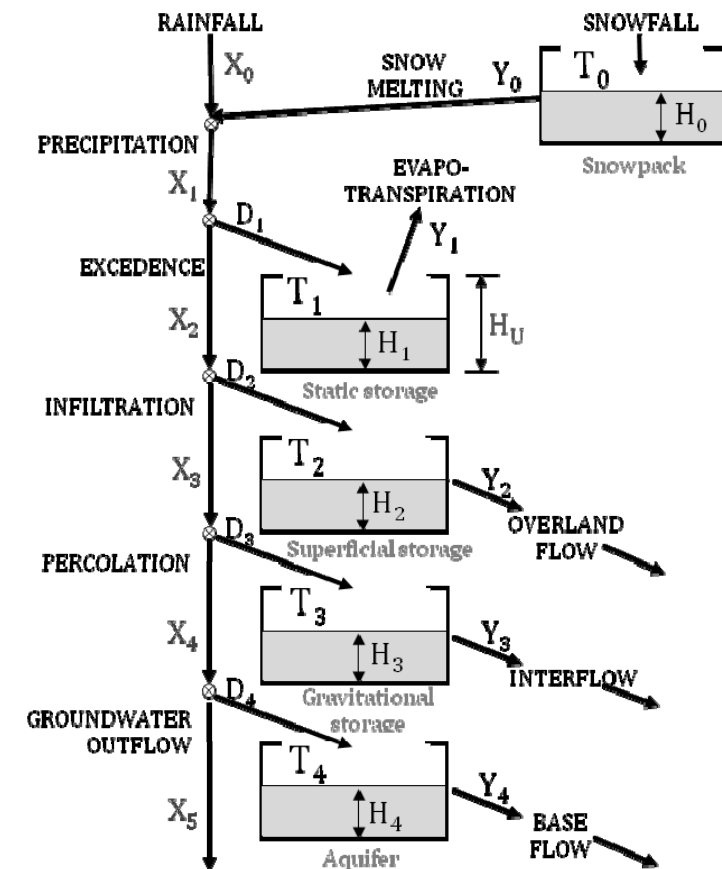 RAINFALL
SNOWFALL
X0
SNOW
MELTING
Y0
T0
H0
PRECIPITATION
Snowpack
X1
EVAPO-
TRANSPIRATION
D1
Y1
EXCEDENCE
T1
X2
H1
HU
D2
Static storage
INFILTRATION
T2
X3
H2
Y2
OVERLAND
FLOW
D3
Superficial storage
PERCOLATION
T3
X4
H3
Y3
INTERFLOW
D4
Gravitational
storage
GROUNDWATER
OUTFLOW
T4
X5
H4
Y4
BASE
FLOW
Aquifer